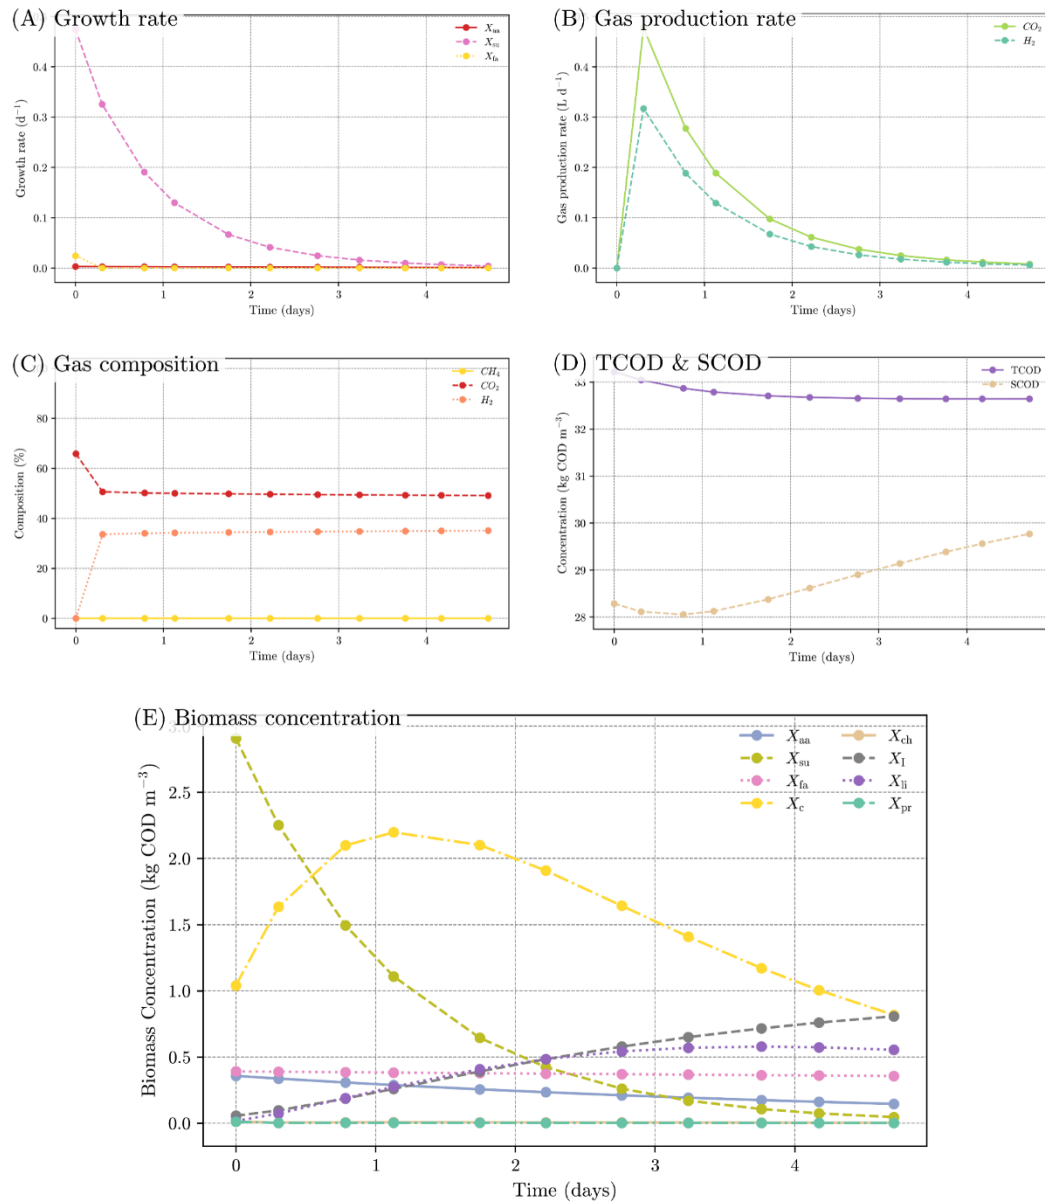 (A) Growth rate
X_aa
X_su
X_fa
Growth rate (d⁻¹)
0.4
0.3
0.2
0.1
0.0
0 1 2 3 4
Time (days)
(B) Gas production rate
CO₂
H₂
Gas production rate (L d⁻¹)
0.4
0.3
0.2
0.1
0.0
0 1 2 3 4
Time (days)
(C) Gas composition
CH₄
CO₂
H₂
Composition (%)
80
60
40
20
0
0 1 2 3 4
Time (days)
(D) TCOD & SCOD
TCOD
SCOD
Concentration (kg COD m⁻³)
33
32
31
30
29
28
0 1 2 3 4
Time (days)
(E) Biomass concentration
X_aa X_ch
X_su X_I
X_fa X_li
X_c X_pr
Biomass Concentration (kg COD m⁻³)
3.0
2.5
2.0
1.5
1.0
0.5
0.0
0 1 2 3 4
Time (days)